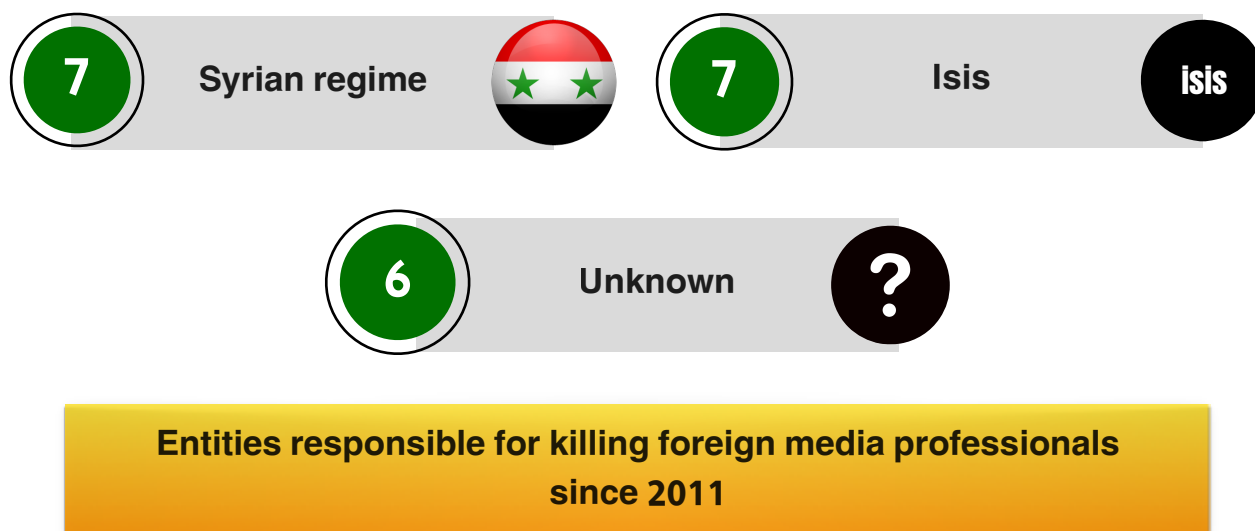 7
Syrian regime
7
Isis
isis
6
Unknown
?
Entities responsible for killing foreign media professionals
since 2011